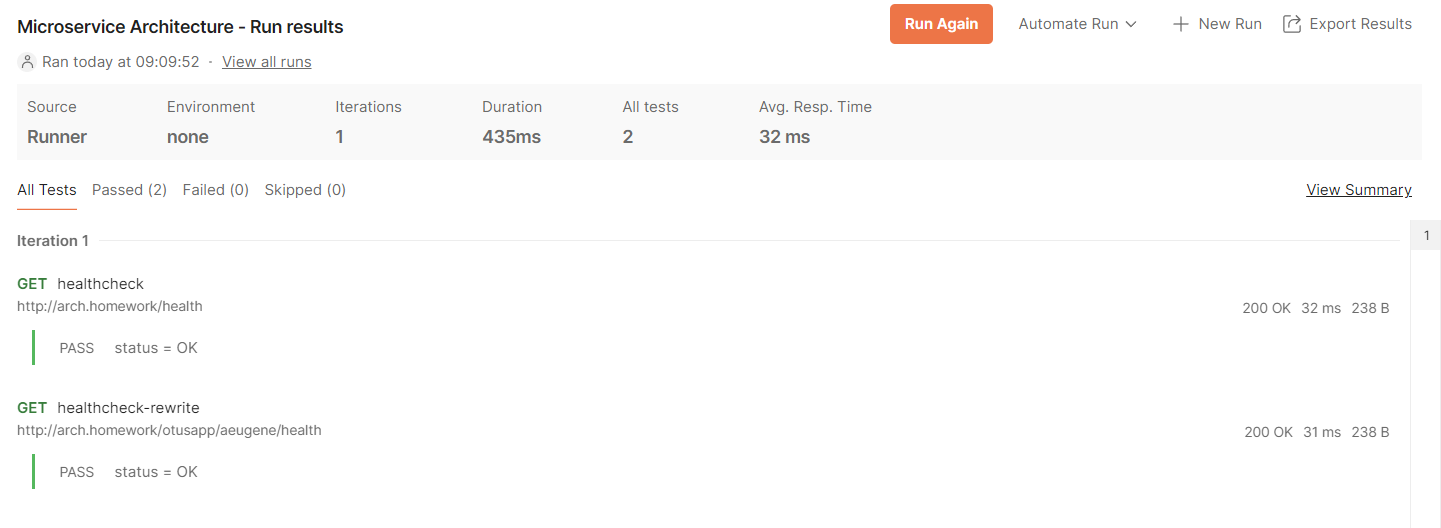 Microservice Architecture - Run results
Run Again
Automate Run
New Run
Export Results
Ran today at 09:09:52 · View all runs
Source Environment Iterations Duration All tests Avg. Resp. Time
Runner none 1 435ms 2 32 ms
All Tests Passed (2) Failed (0) Skipped (0) View Summary
Iteration 1
1
GET healthcheck
http://arch.homework/health
200 OK 32 ms 238 B
PASS status = OK
GET healthcheck-rewrite
http://arch.homework/otusapp/aeugene/health
200 OK 31 ms 238 B
PASS status = OK